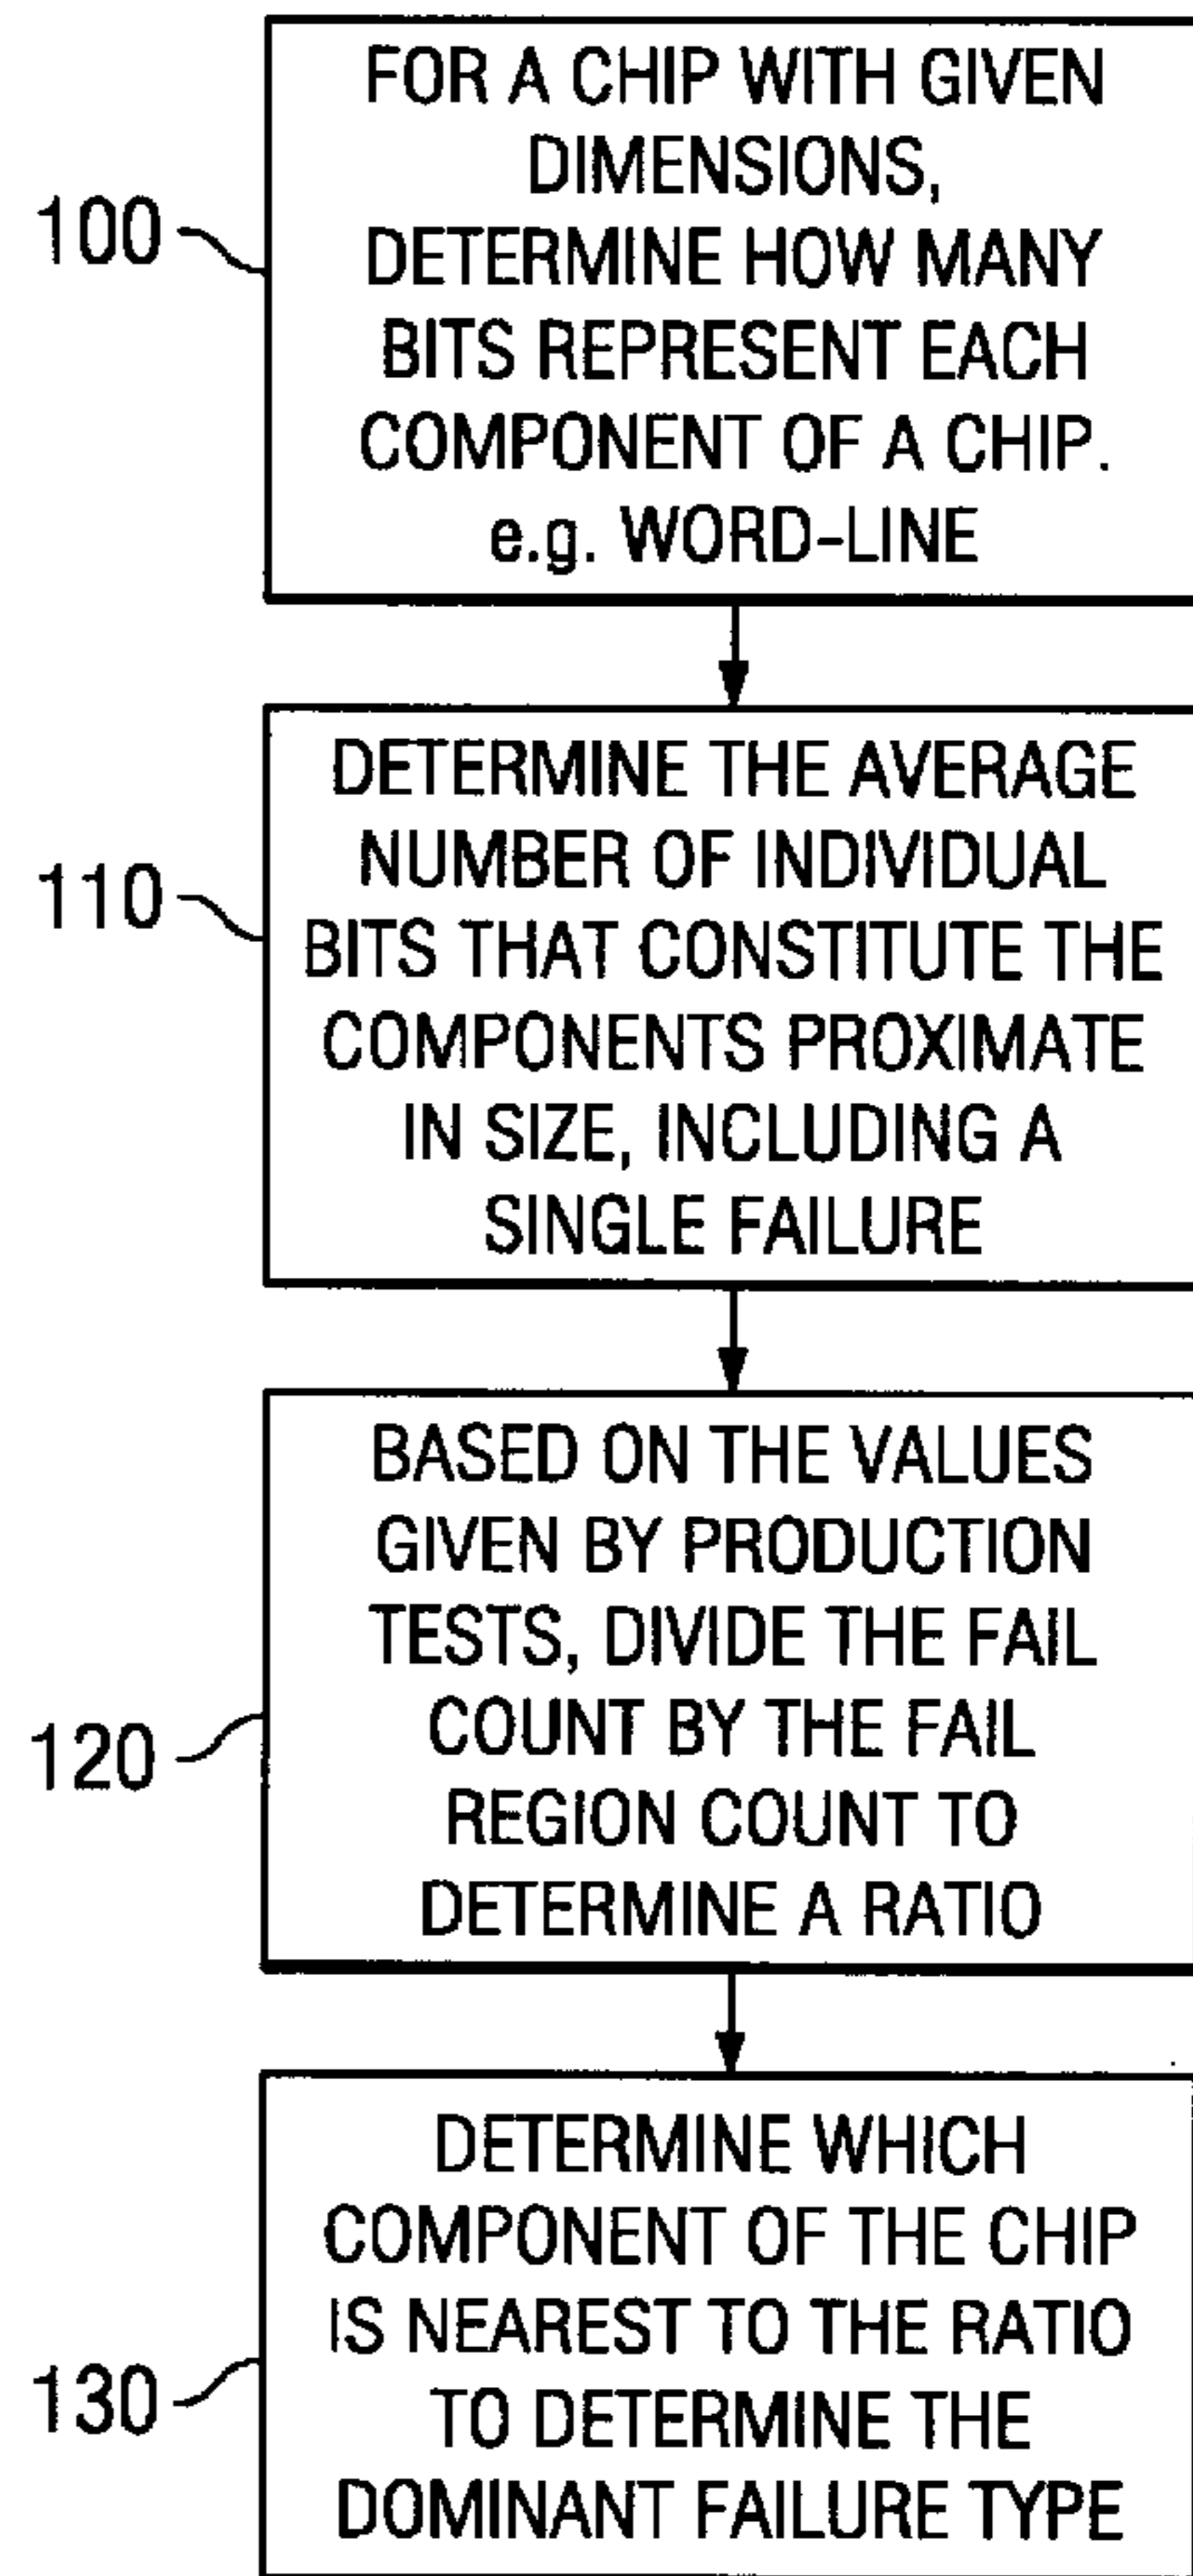 FOR A CHIP WITH GIVEN
DIMENSIONS,
DETERMINE HOW MANY
BITS REPRESENT EACH
COMPONENT OF A CHIP.
e.g. WORD-LINE
100
DETERMINE THE AVERAGE
NUMBER OF INDIVIDUAL
BITS THAT CONSTITUTE THE
COMPONENTS PROXIMATE
IN SIZE, INCLUDING A
SINGLE FAILURE
110
BASED ON THE VALUES
GIVEN BY PRODUCTION
TESTS, DIVIDE THE FAIL
COUNT BY THE FAIL
REGION COUNT TO
DETERMINE A RATIO
120
DETERMINE WHICH
COMPONENT OF THE CHIP
IS NEAREST TO THE RATIO
TO DETERMINE THE
DOMINANT FAILURE TYPE
130